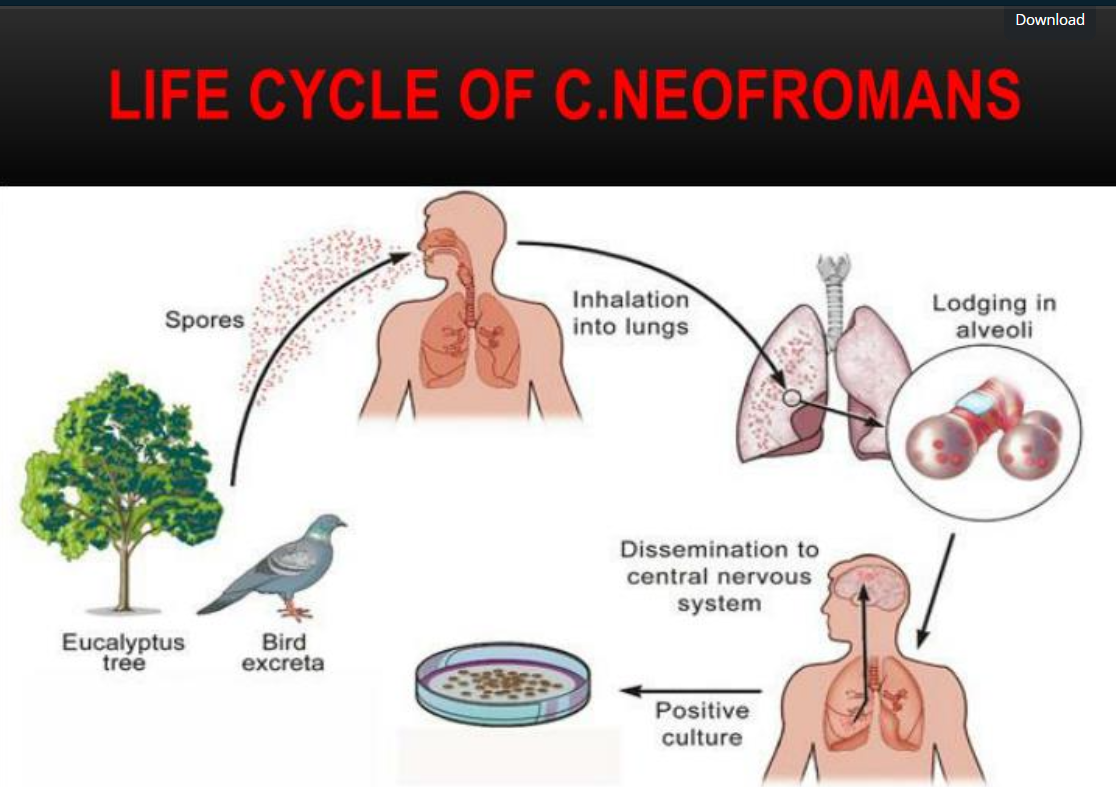 Download
LIFE CYCLE OF C.NEOFROMANS
Spores
Inhalation
into lungs
Lodging in
alveoli
Eucalyptus
tree
Bird
excreta
Dissemination to
central nervous
system
Positive
culture